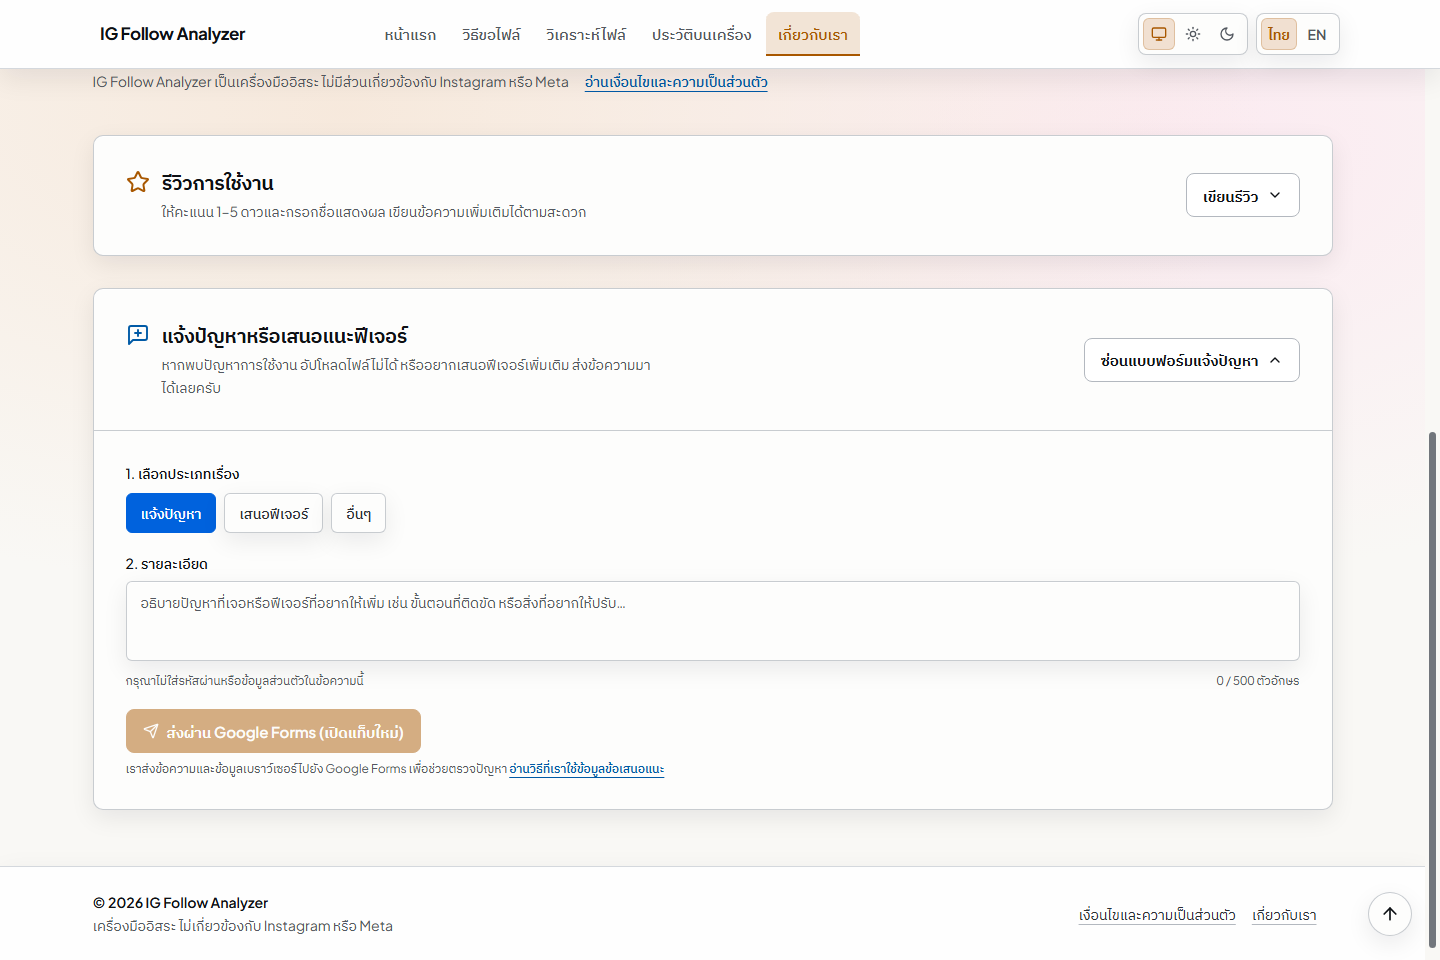 IG Follow Analyzer
หน้าแรก
วิธีขอไฟล์
วิเคราะห์ไฟล์
ประวัติบนเครื่อง
เกี่ยวกับเรา
ไทย
EN
IG Follow Analyzer เป็นเครื่องมืออิสระ ไม่มีส่วนเกี่ยวข้องกับ Instagram หรือ Meta อ่านเงื่อนไขและความเป็นส่วนตัว
รีวิวการใช้งาน
ให้คะแนน 1–5 ดาวและกรอกชื่อแสดงผล เขียนข้อความเพิ่มเติมได้ตามสะดวก
เขียนรีวิว
แจ้งปัญหาหรือเสนอแนะฟีเจอร์
หากพบปัญหาการใช้งาน อัปโหลดไฟล์ไม่ได้ หรืออยากเสนอฟีเจอร์เพิ่มเติม ส่งข้อความมา
ได้เลยครับ
ซ่อนแบบฟอร์มแจ้งปัญหา
1. เลือกประเภทเรื่อง
แจ้งปัญหา
เสนอฟีเจอร์
อื่นๆ
2. รายละเอียด
อธิบายปัญหาที่เจอหรือฟีเจอร์ที่อยากให้เพิ่ม เช่น ขั้นตอนที่ติดขัด หรือสิ่งที่อยากให้ปรับ...
กรุณาไม่ใส่รหัสผ่านหรือข้อมูลส่วนตัวในข้อความนี้
0 / 500 ตัวอักษร
ส่งผ่าน Google Forms (เปิดแท็บใหม่)
เราส่งข้อความและข้อมูลเบราว์เซอร์ไปยัง Google Forms เพื่อช่วยตรวจปัญหา อ่านวิธีที่เราใช้ข้อมูลข้อเสนอแนะ
© 2026 IG Follow Analyzer
เครื่องมืออิสระ ไม่เกี่ยวข้องกับ Instagram หรือ Meta
เงื่อนไขและความเป็นส่วนตัว
เกี่ยวกับเรา